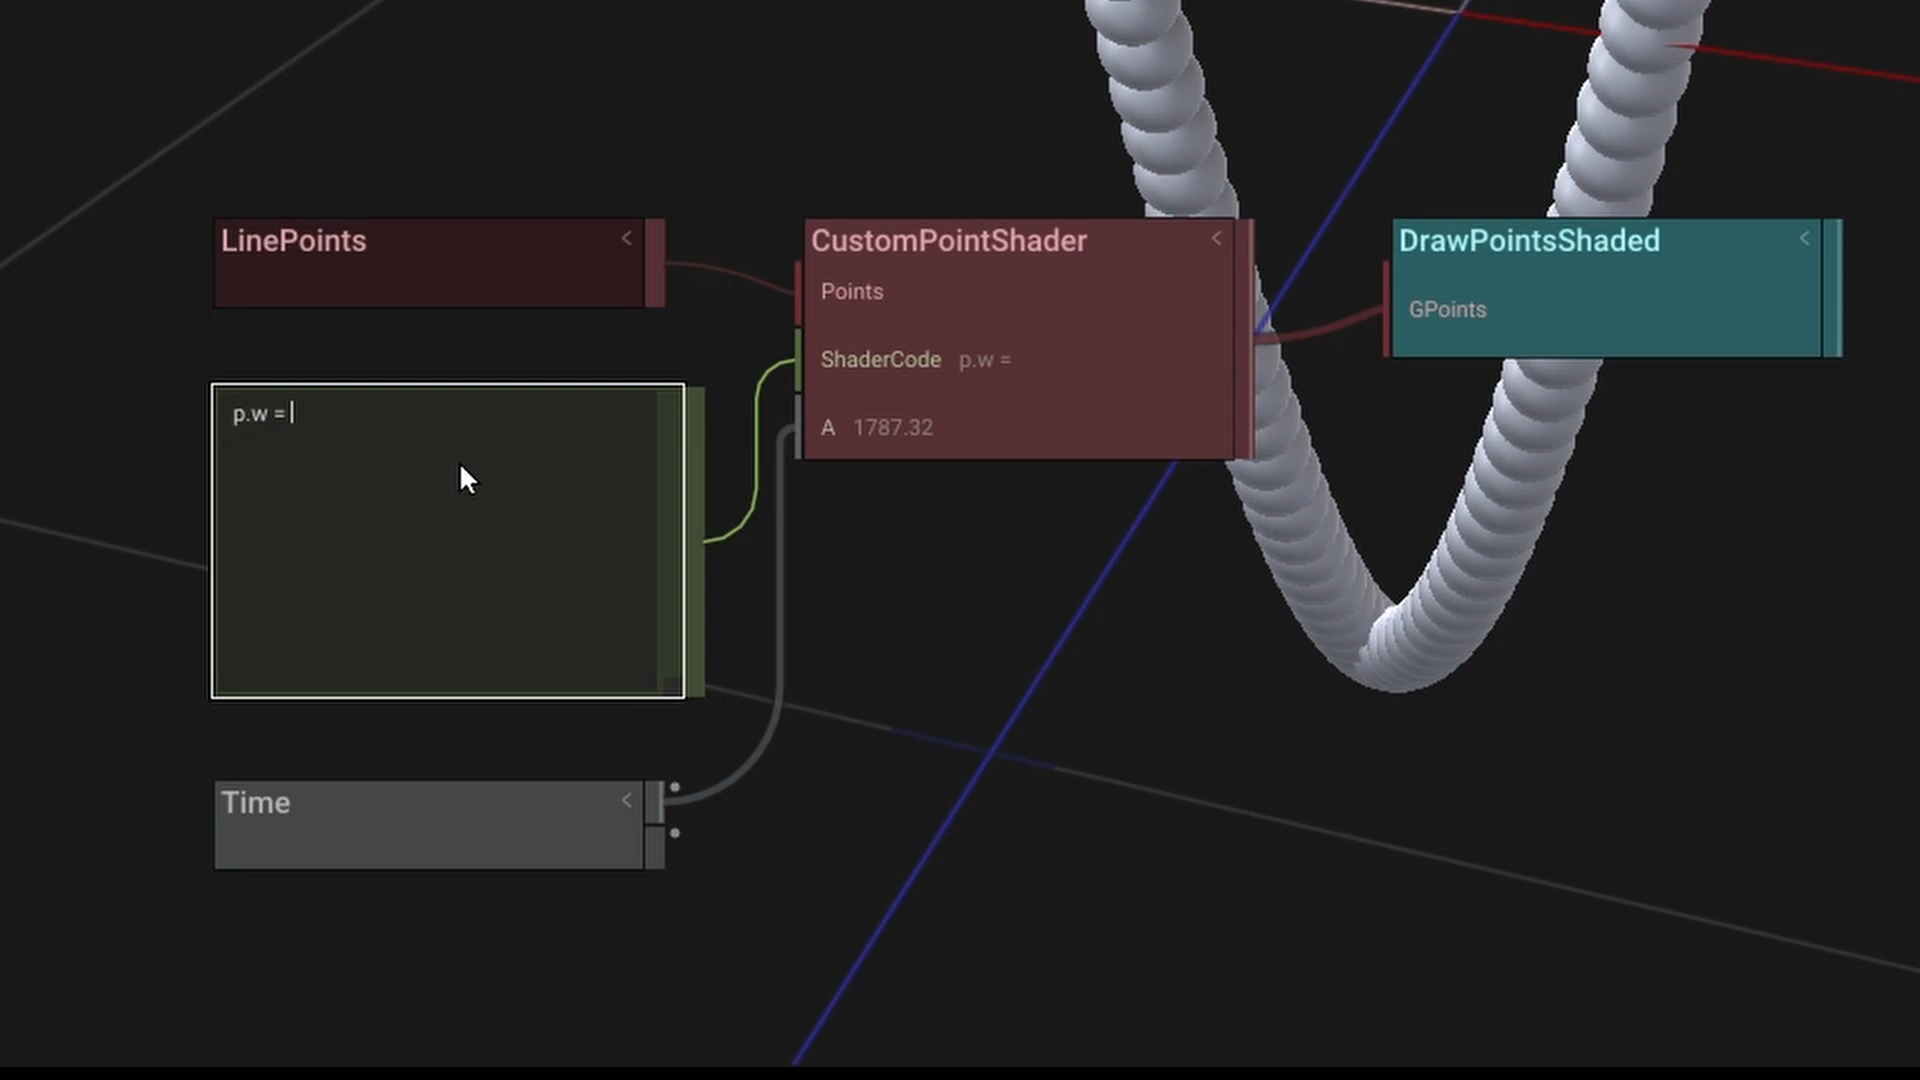 LinePoints <
CustomPointShader <
DrawPointsShaded <
Points
GPoints
ShaderCode p.w =
p.w =
A 1787.32
Time <